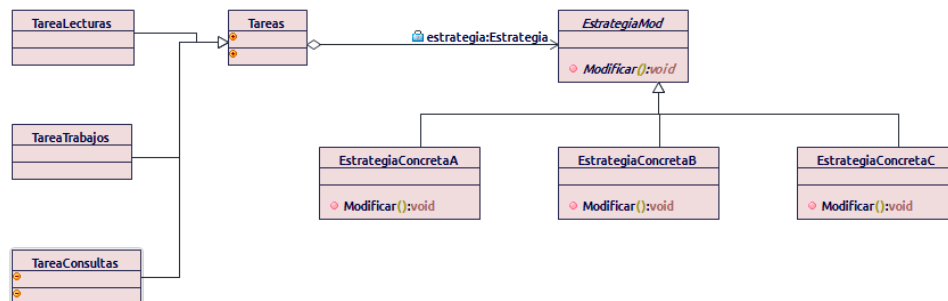 TareaLecturas
Tareas
estrategia:Estrategia
EstrategiaMod
Modificar():void
TareaTrabajos
EstrategiaConcretaA
Modificar():void
EstrategiaConcretaB
Modificar():void
EstrategiaConcretaC
Modificar():void
TareaConsultas